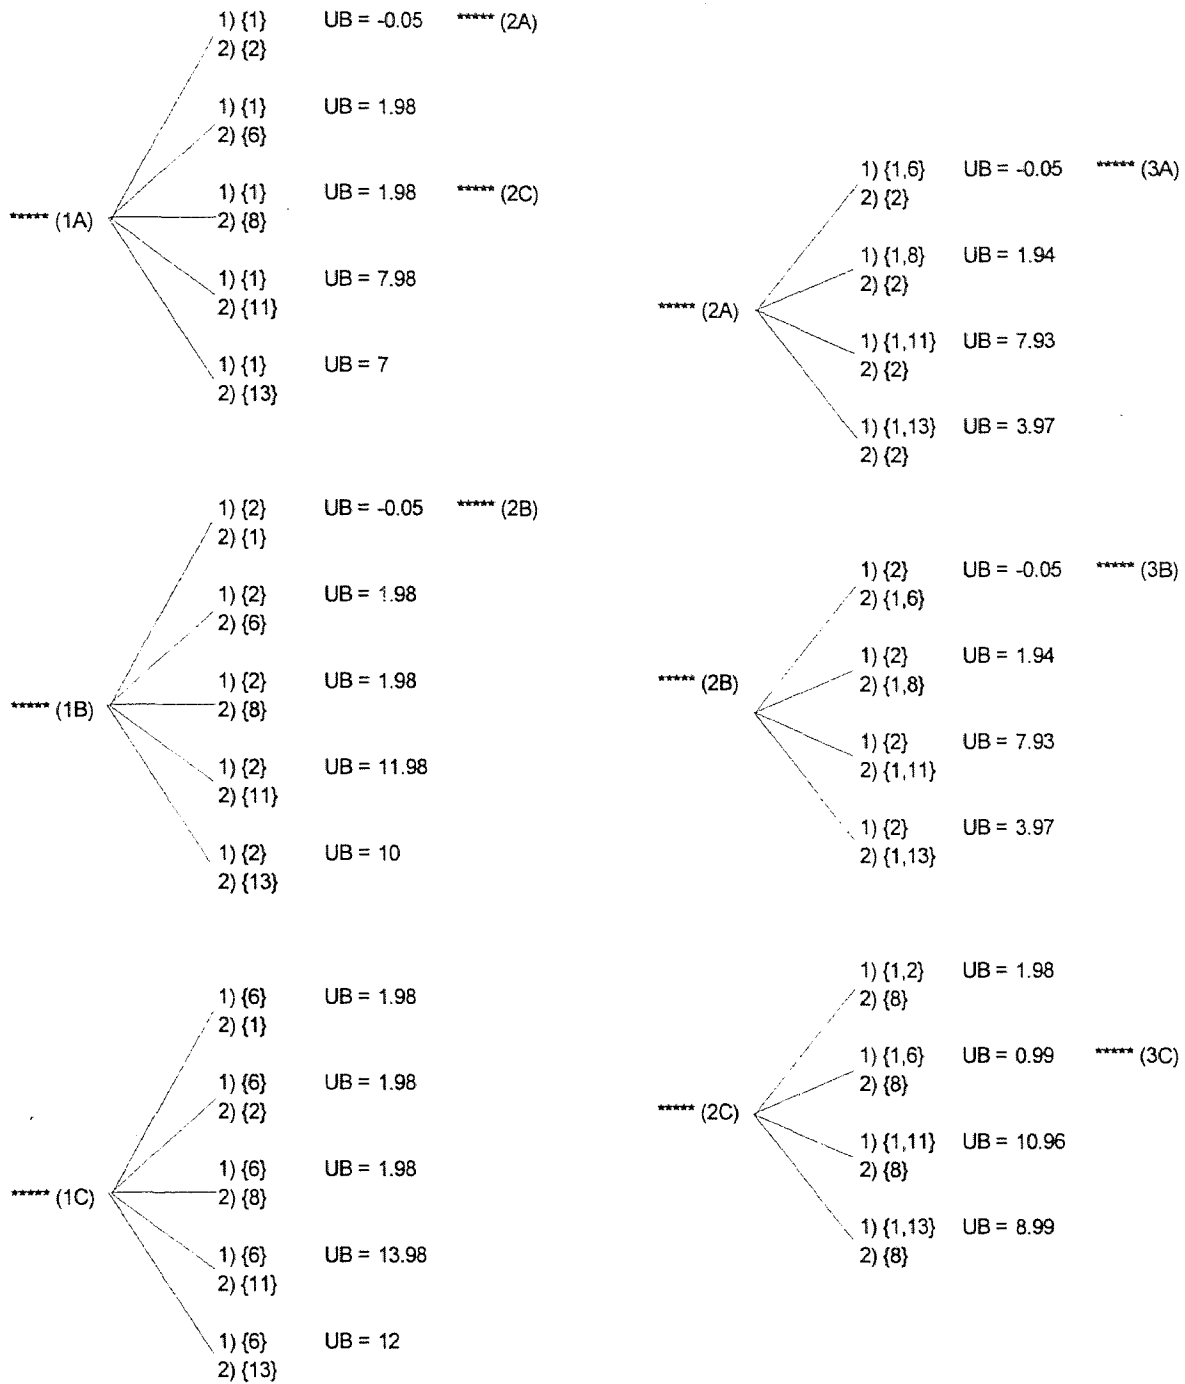 1) {1} UB = -0.05 ***** (2A)
2) {2}
1) {1} UB = 1.98
2) {6}
1) {1} UB = 1.98 ***** (2C)
***** (1A)
2) {8}
1) {1} UB = 7.98
2) {11}
1) {1} UB = 7
2) {13}
1) {2} UB = -0.05 ***** (2B)
2) {1}
1) {2} UB = 1.98
2) {6}
1) {2} UB = 1.98
***** (1B)
2) {8}
1) {2} UB = 11.98
2) {11}
1) {2} UB = 10
2) {13}
1) {6} UB = 1.98
2) {1}
1) {6} UB = 1.98
2) {2}
1) {6} UB = 1.98
***** (1C)
2) {8}
1) {6} UB = 13.98
2) {11}
1) {6} UB = 12
2) {13}
1) {1,6} UB = -0.05 ***** (3A)
2) {2}
1) {1,8} UB = 1.94
2) {2}
***** (2A)
1) {1,11} UB = 7.93
2) {2}
1) {1,13} UB = 3.97
2) {2}
1) {2} UB = -0.05 ***** (3B)
2) {1,6}
1) {2} UB = 1.94
***** (2B)
2) {1,8}
1) {2} UB = 7.93
2) {1,11}
1) {2} UB = 3.97
2) {1,13}
1) {1,2} UB = 1.98
2) {8}
1) {1,6} UB = 0.99 ***** (3C)
2) {8}
***** (2C)
1) {1,11} UB = 10.96
2) {8}
1) {1,13} UB = 8.99
2) {8}